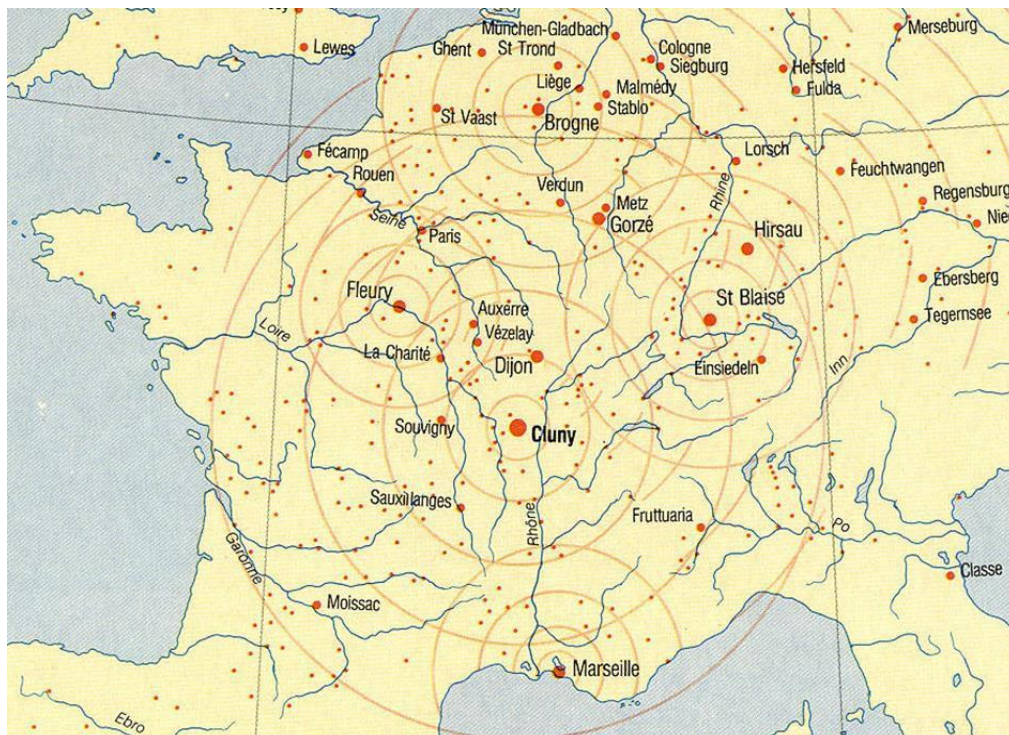 München-Gladbach
Merseburg
Lewes
Ghent
St Trond
Cologne
Siegburg
Hersfeld
Liège
Malmédy
Fulda
St Vaast
Brogne
Stablo
Fécamp
Lorsch
Rouen
Feuchtwangen
Verdun
Rhine
Regensburg
Metz
Seine
Gorzé
Nie
Paris
Hirsau
Ebersberg
Fleury
St Blaise
Auxerre
Tegernsee
Loire
Vézelay
La Charité
Dijon
Einsiedeln
Inn
Souvigny
Cluny
Sauxillanges
Rhône
Fruttuaria
Po
Garonne
Classe
Moissac
Marseille
Ebro